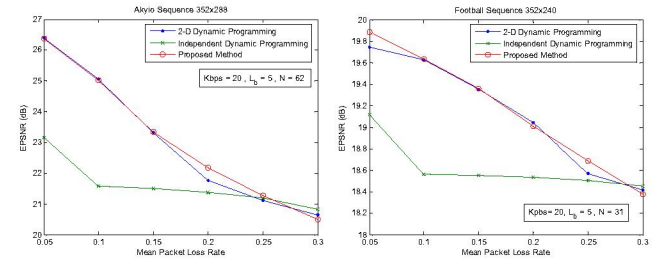 Akyio Sequence 352x288
27
26
25
24
23
22
21
20
EPSNR (dB)
2-D Dynamic Programming
Independent Dynamic Programming
Proposed Method
Kbps = 20 , Lb = 5 , N = 62
0.05 0.1 0.15 0.2 0.25 0.3
Mean Packet Loss Rate
Football Sequence 352x240
20
19.8
19.6
19.4
19.2
19
18.8
18.6
18.4
18.2
18
EPSNR (dB)
2-D Dynamic Programming
Independent Dynamic Programming
Proposed Method
Kpbs= 20, Lb = 5 , N = 31
0.05 0.1 0.15 0.2 0.25 0.3
Mean Packet Loss Rate